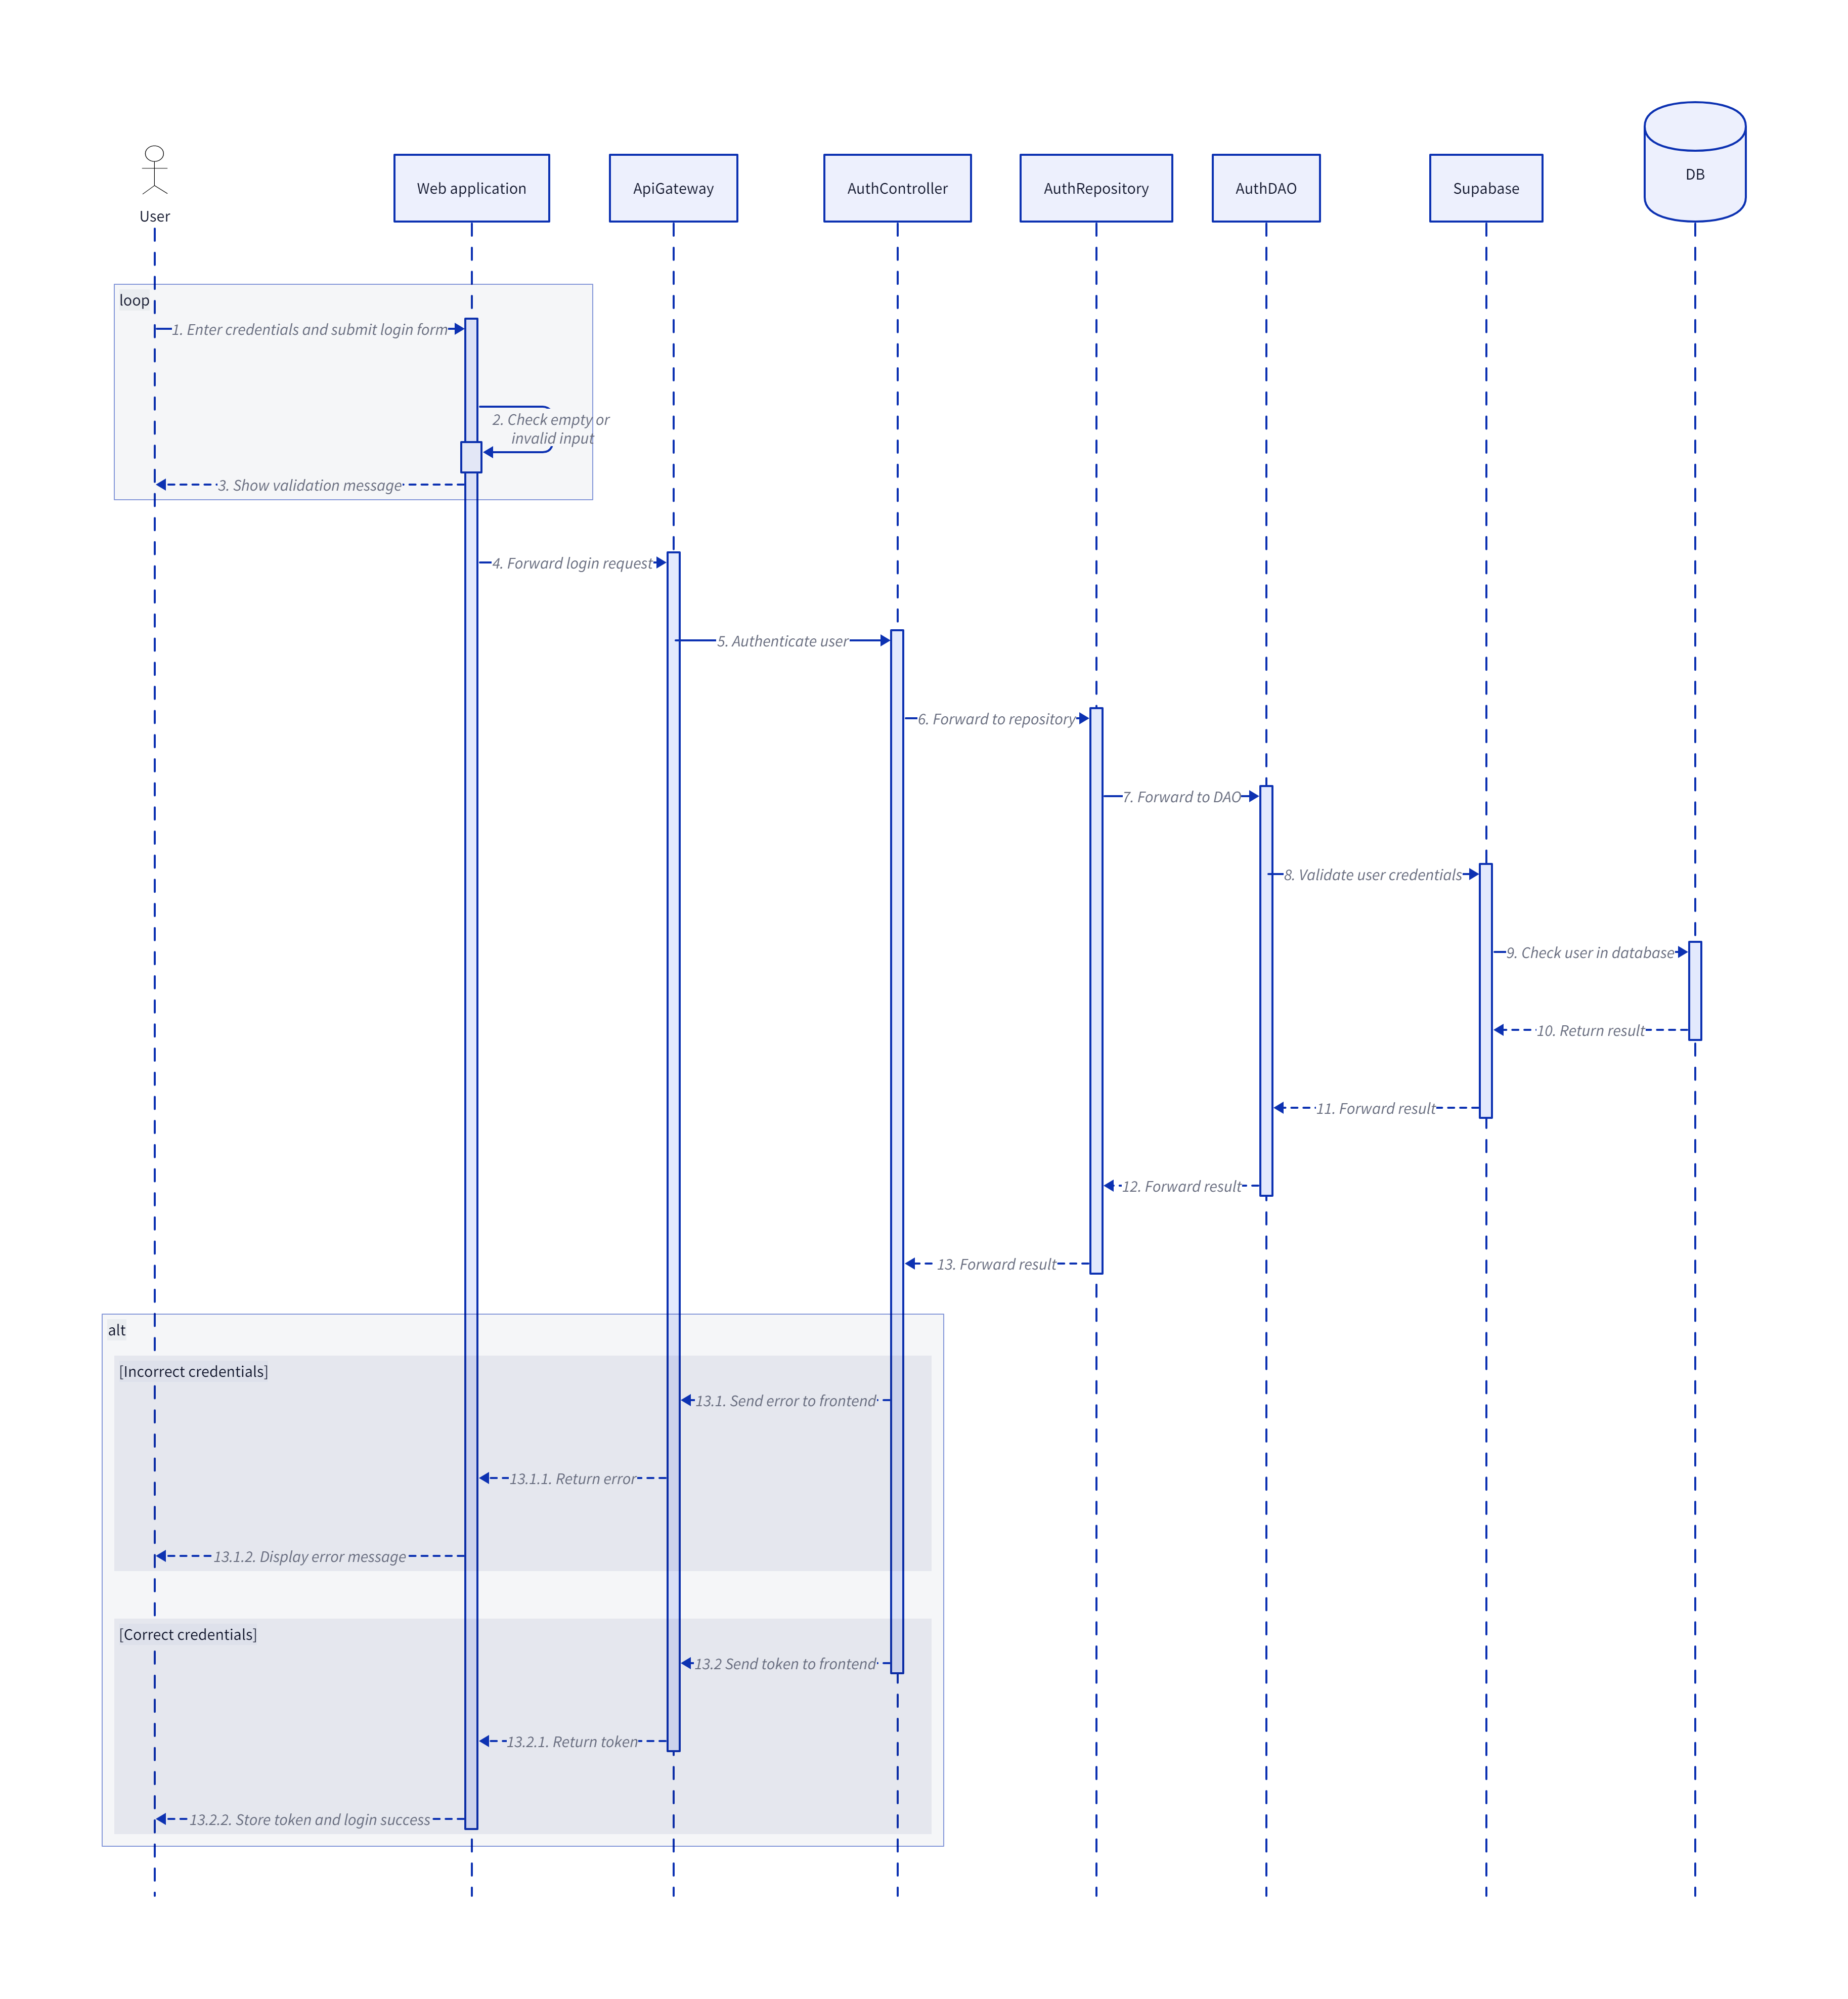 User
Web application
ApiGateway
AuthController
AuthRepository
AuthDAO
Supabase
DB
loop
1. Enter credentials and submit login form
2. Check empty or
invalid input
3. Show validation message
4. Forward login request
5. Authenticate user
6. Forward to repository
7. Forward to DAO
8. Validate user credentials
9. Check user in database
10. Return result
11. Forward result
12. Forward result
13. Forward result
alt
[Incorrect credentials]
13.1. Send error to frontend
13.1.1. Return error
13.1.2. Display error message
[Correct credentials]
13.2 Send token to frontend
13.2.1. Return token
13.2.2. Store token and login success